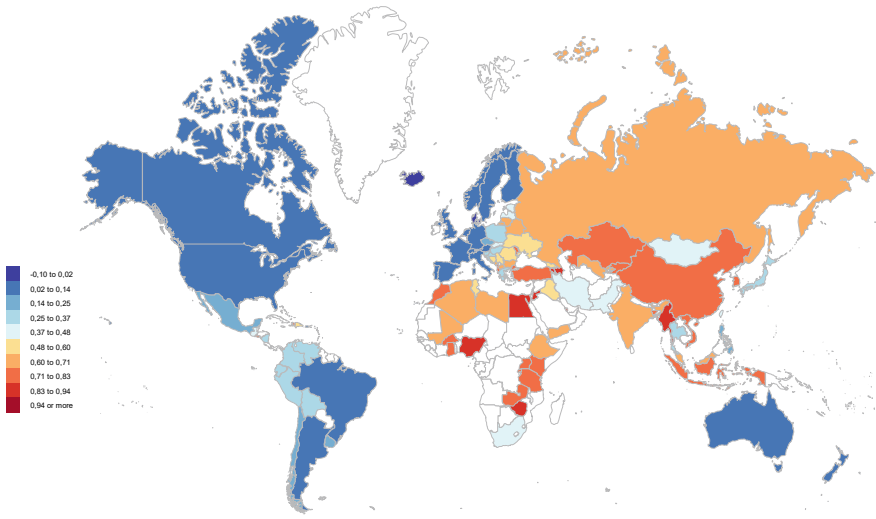 -0,10 to 0,02
0,02 to 0,14
0,14 to 0,25
0,25 to 0,37
0,37 to 0,48
0,48 to 0,60
0,60 to 0,71
0,71 to 0,83
0,83 to 0,94
0,94 or more